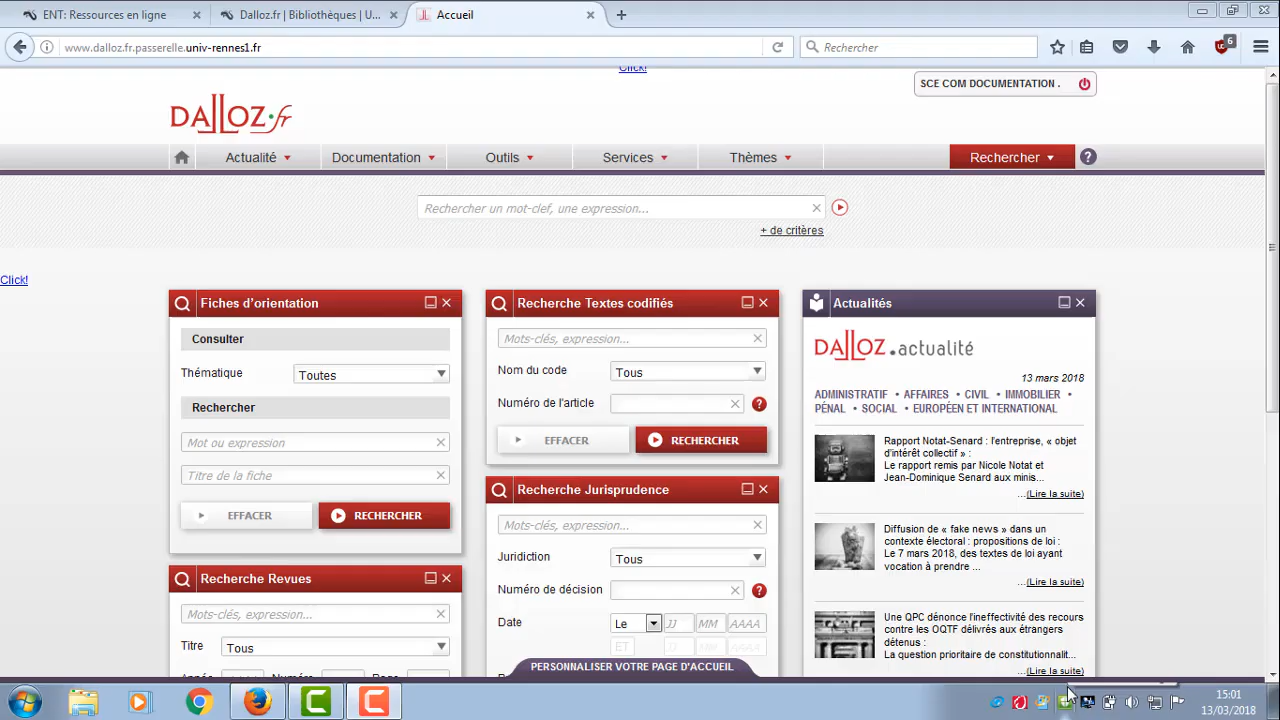 ENT: Ressources en ligne
Dalloz.fr | Bibliothèques | U...
Accueil
www.dalloz.fr.passerelle.univ-rennes1.fr
Rechercher
6
Click!
SCE COM DOCUMENTATION .
DALLOZ.fr
Actualité
Documentation
Outils
Services
Thèmes
Rechercher
?
Rechercher un mot-clef, une expression...
+ de critères
Click!
Fiches d'orientation
Consulter
Thématique
Toutes
Rechercher
Mot ou expression
Titre de la fiche
EFFACER
RECHERCHER
Recherche Revues
Mots-clés, expression...
Titre
Tous
Recherche Textes codifiés
Mots-clés, expression...
Nom du code
Tous
Numéro de l'article
?
EFFACER
RECHERCHER
Recherche Jurisprudence
Mots-clés, expression...
Juridiction
Tous
Numéro de décision
?
Date
Le
JJ
MM
AAAA
ET
JJ
MM
AAAA
PERSONNALISER VOTRE PAGE D'ACCUEIL
Actualités
DALLOZ.actualité
13 mars 2018
ADMINISTRATIF • AFFAIRES • CIVIL • IMMOBILIER •
PÉNAL • SOCIAL • EUROPÉEN ET INTERNATIONAL
Rapport Notat-Senard : l'entreprise, « objet
d'intérêt collectif » :
Le rapport remis par Nicole Notat et
Jean-Dominique Senard aux minis...
...(Lire la suite)
Diffusion de « fake news » dans un
contexte électoral : propositions de loi :
Le 7 mars 2018, des textes de loi ayant
vocation à prendre ...
...(Lire la suite)
Une QPC dénonce l'ineffectivité des recours
contre les OQTF délivrés aux étrangers
détenus :
La question prioritaire de constitutionnalit...
...(Lire la suite)
15:01
13/03/2018